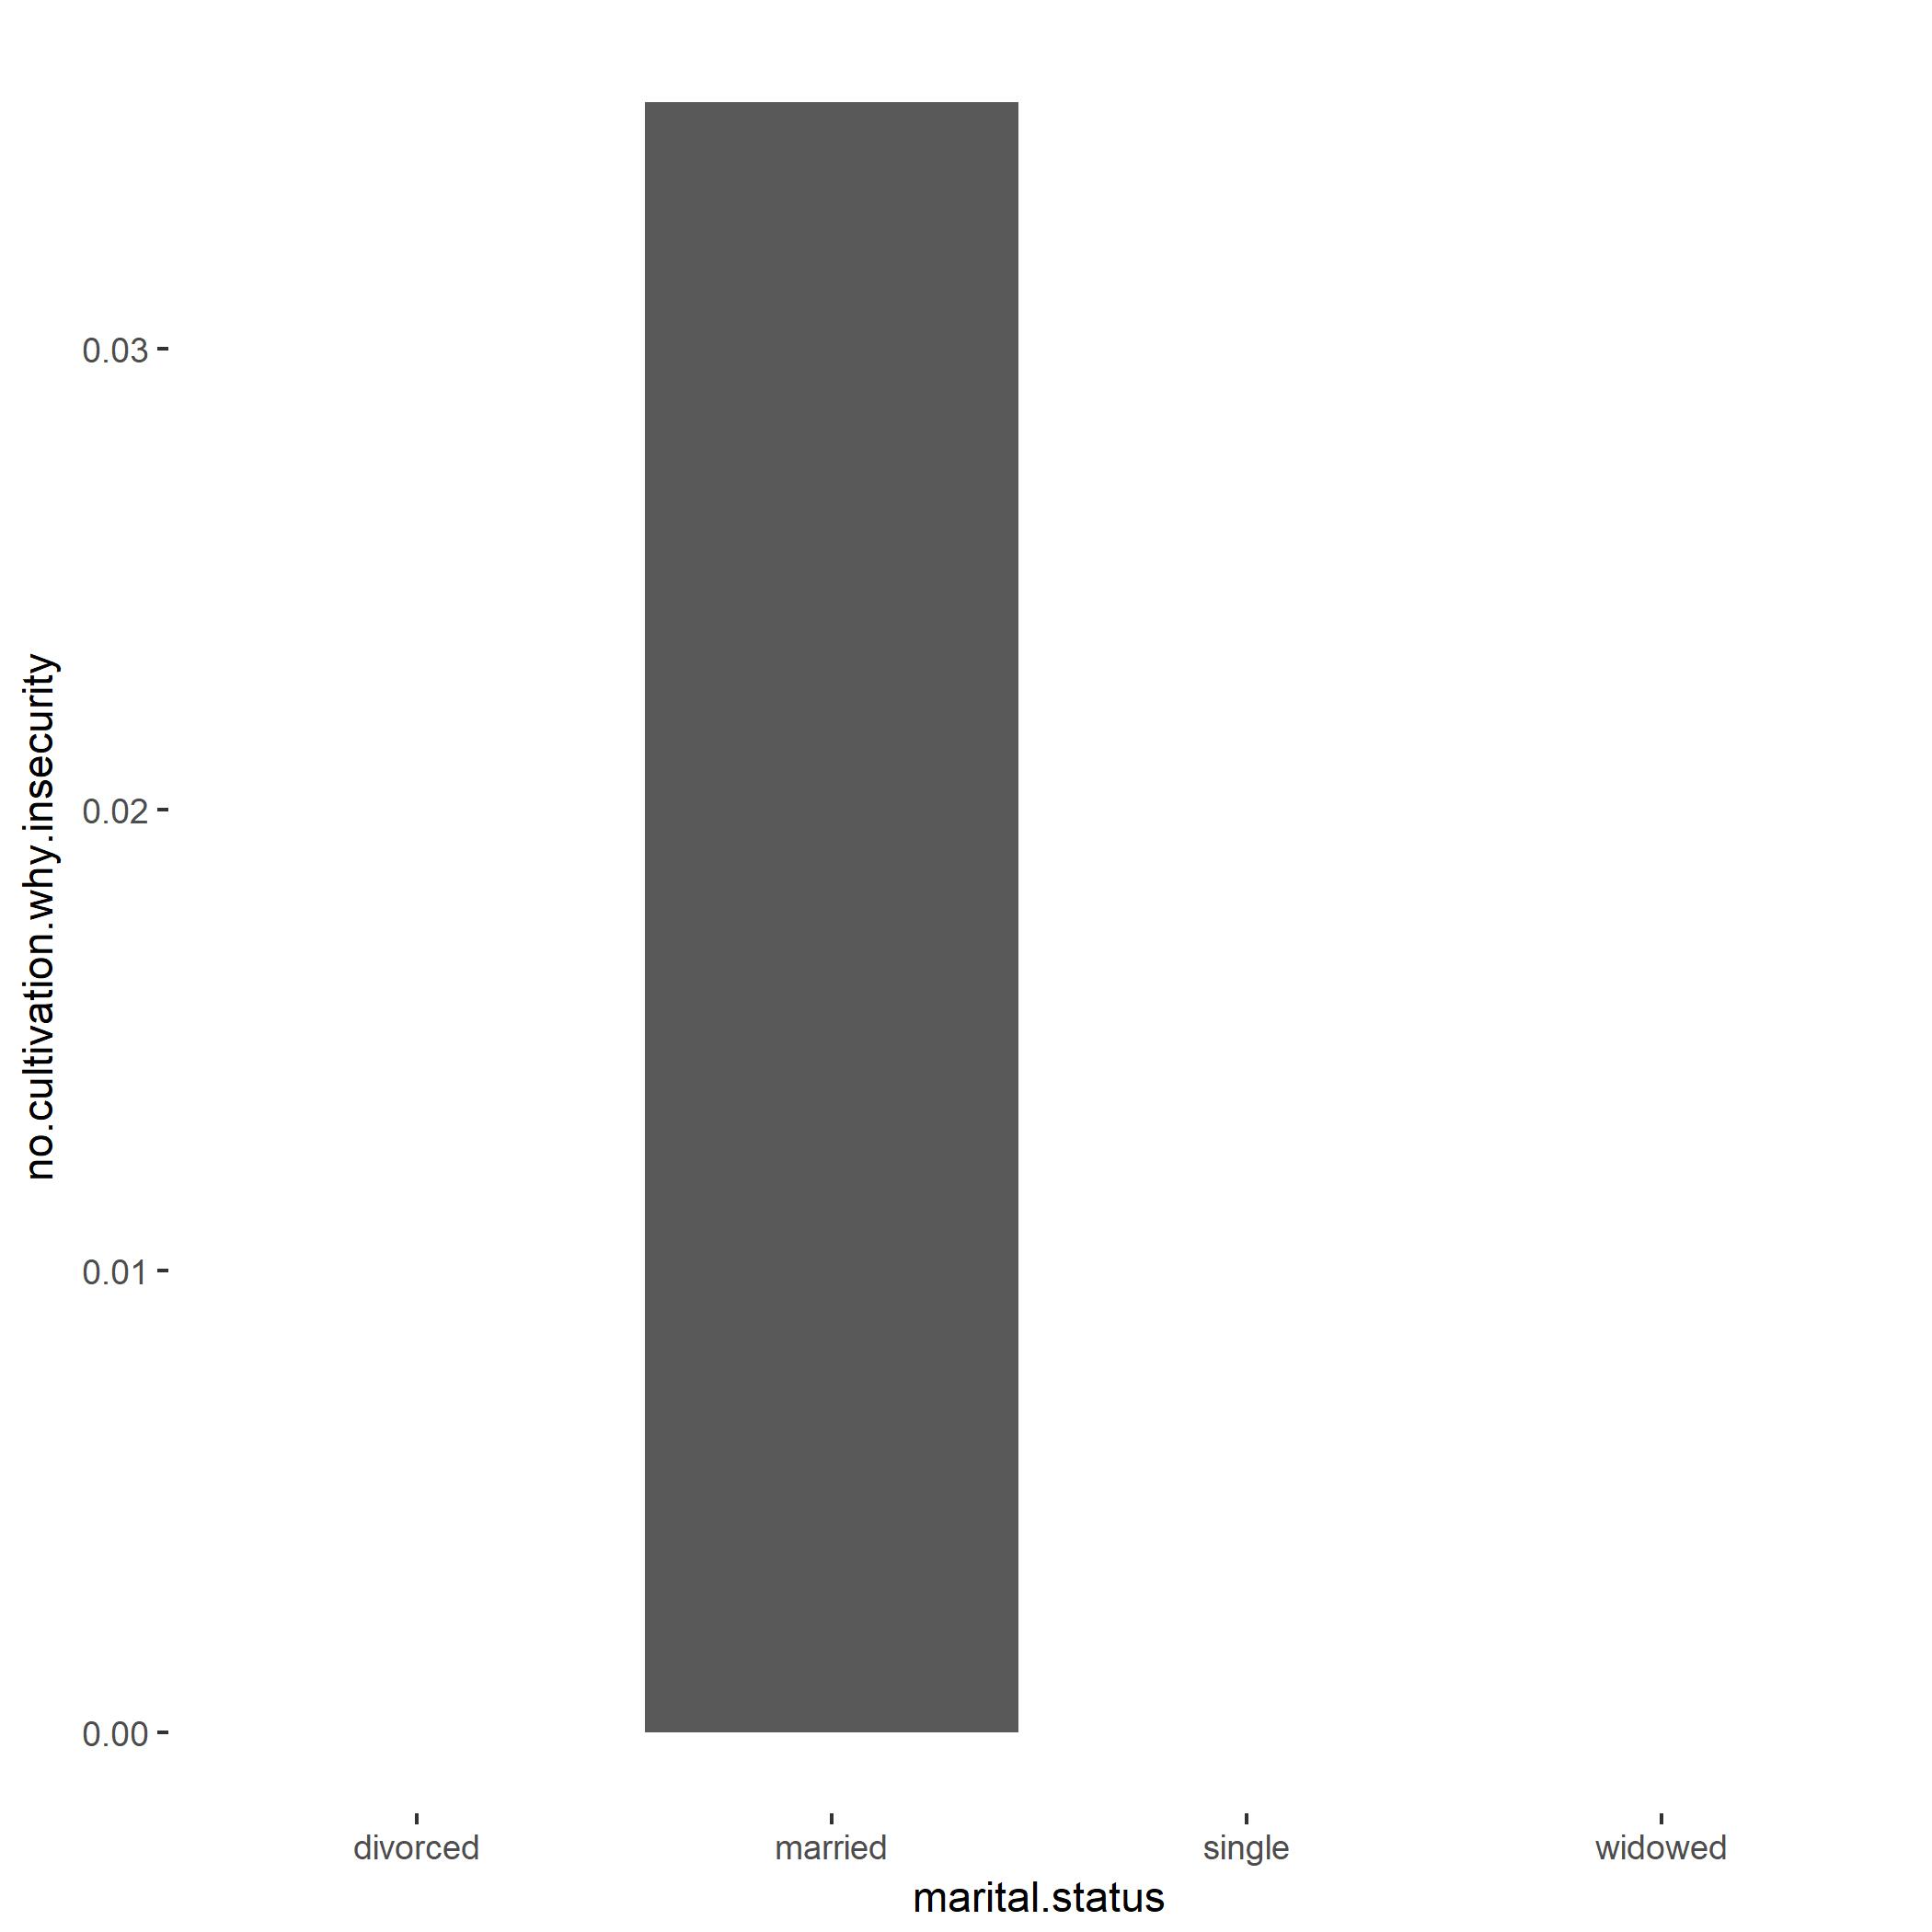 no.cultivation.why.insecurity
0.03
0.02
0.01
0.00
divorced married single widowed
marital.status